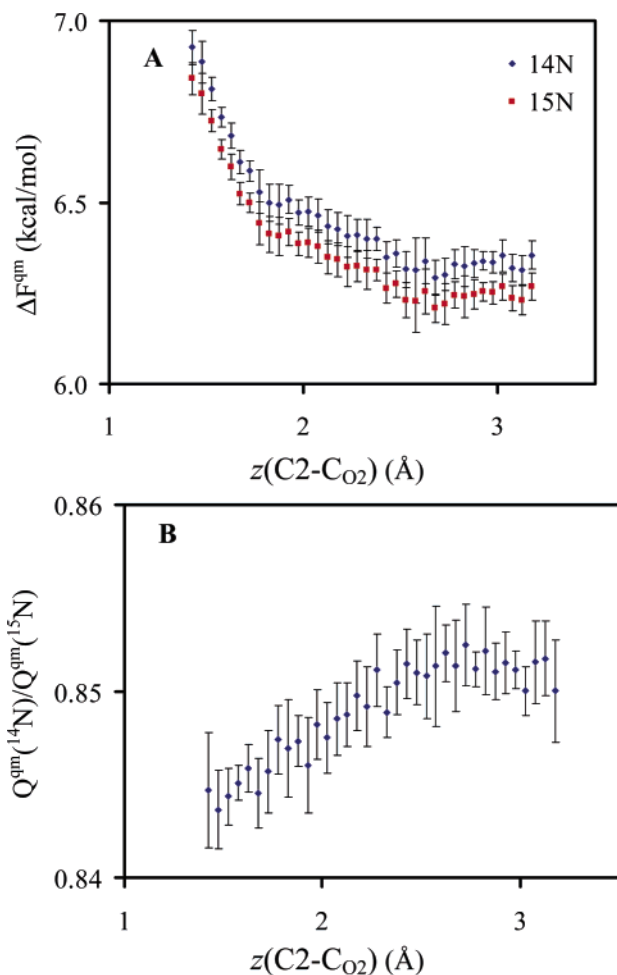 7.0
A
14N
15N
6.5
6.0
ΔF^qm (kcal/mol)
1 2 3
z(C2-C_O2) (Å)
0.86
B
0.85
0.84
Q^qm(^14N)/Q^qm(^15N)
1 2 3
z(C2-C_O2) (Å)